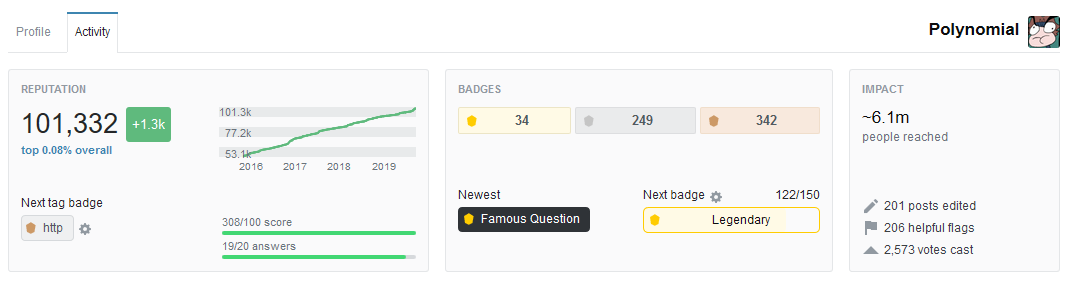 Profile
Activity
Polynomial
REPUTATION
101,332 +1.3k
top 0.08% overall
101.3k
77.2k
53.1k
2016 2017 2018 2019
Next tag badge
http
308/100 score
19/20 answers
BADGES
34 249 342
Newest
Famous Question
Next badge 122/150
Legendary
IMPACT
~6.1m
people reached
201 posts edited
206 helpful flags
2,573 votes cast